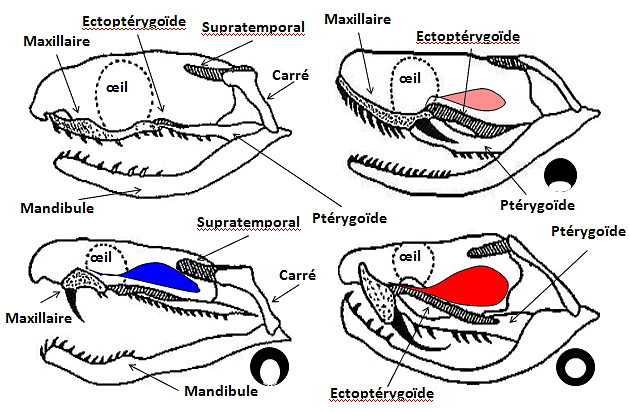 Ectoptérygoïde
Supratemporal
Maxillaire
Maxillaire
Ectoptérygoïde
œil
Carré
œil
Mandibule
Ptérygoïde
Ptérygoïde
Supratemporal
Ptérygoïde
œil
œil
Carré
Maxillaire
Mandibule
Ectoptérygoïde